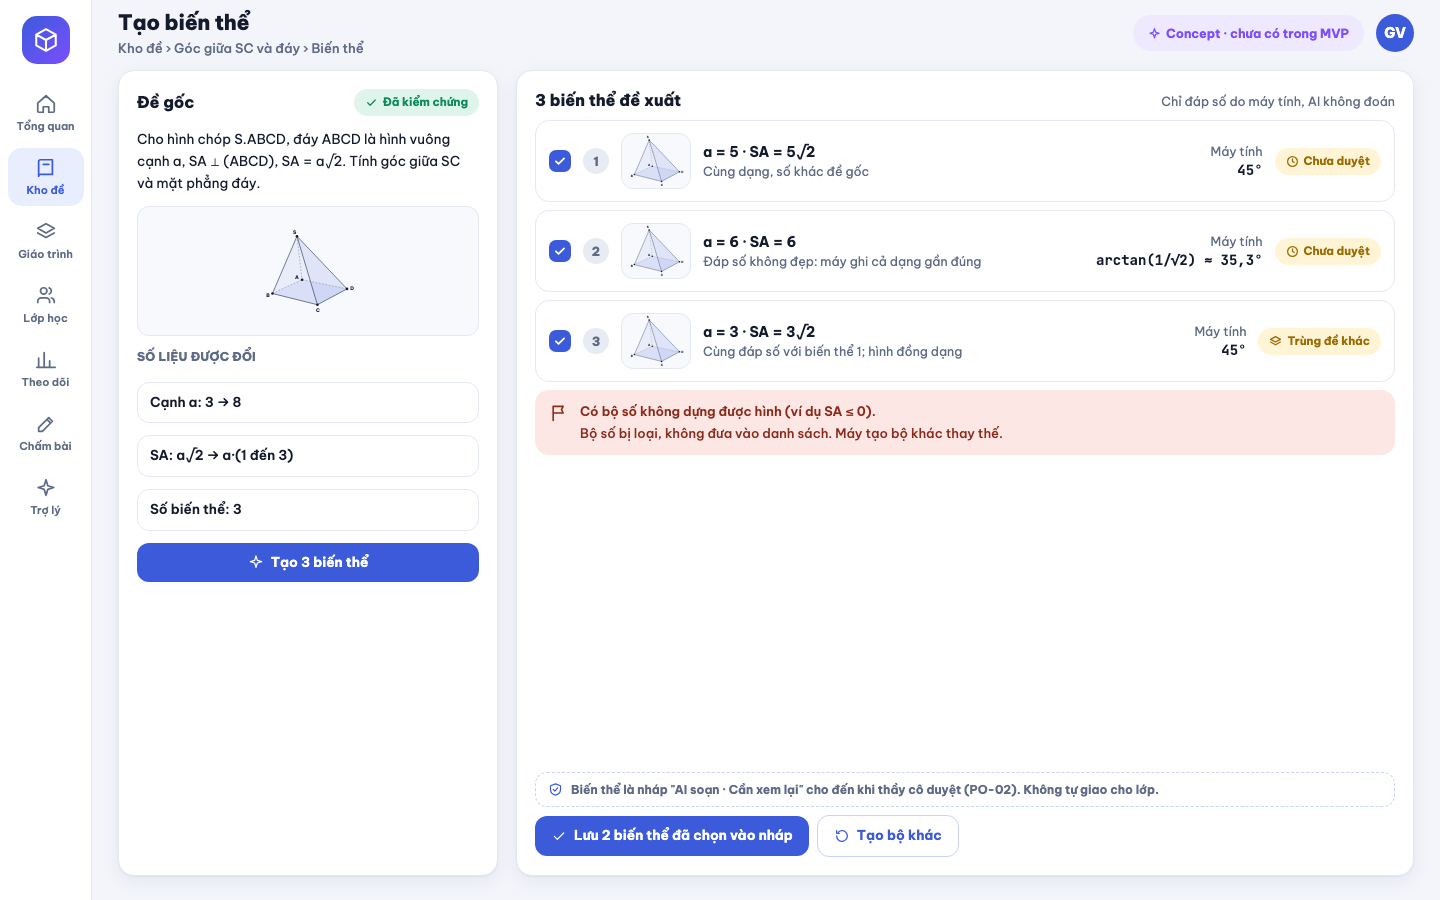 Tạo biến thể
Kho đề › Góc giữa SC và đáy › Biến thể
Concept · chưa có trong MVP
GV
Tổng quan
Kho đề
Giáo trình
Lớp học
Theo dõi
Chấm bài
Trợ lý
Đề gốc
Đã kiểm chứng
Cho hình chóp S.ABCD, đáy ABCD là hình vuông
cạnh a, SA ⊥ (ABCD), SA = a√2. Tính góc giữa SC
và mặt phẳng đáy.
S
A
B
D
C
SỐ LIỆU ĐƯỢC ĐỔI
Cạnh a: 3 → 8
SA: a√2 → a·(1 đến 3)
Số biến thể: 3
Tạo 3 biến thể
3 biến thể đề xuất
Chỉ đáp số do máy tính, AI không đoán
1
a = 5 · SA = 5√2
Cùng dạng, số khác đề gốc
Máy tính
45°
Chưa duyệt
2
a = 6 · SA = 6
Đáp số không đẹp: máy ghi cả dạng gần đúng
Máy tính
arctan(1/√2) ≈ 35,3°
Chưa duyệt
3
a = 3 · SA = 3√2
Cùng đáp số với biến thể 1; hình đồng dạng
Máy tính
45°
Trùng đề khác
Có bộ số không dựng được hình (ví dụ SA ≤ 0).
Bộ số bị loại, không đưa vào danh sách. Máy tạo bộ khác thay thế.
Biến thể là nháp "AI soạn · Cần xem lại" cho đến khi thầy cô duyệt (PO-02). Không tự giao cho lớp.
Lưu 2 biến thể đã chọn vào nháp
Tạo bộ khác